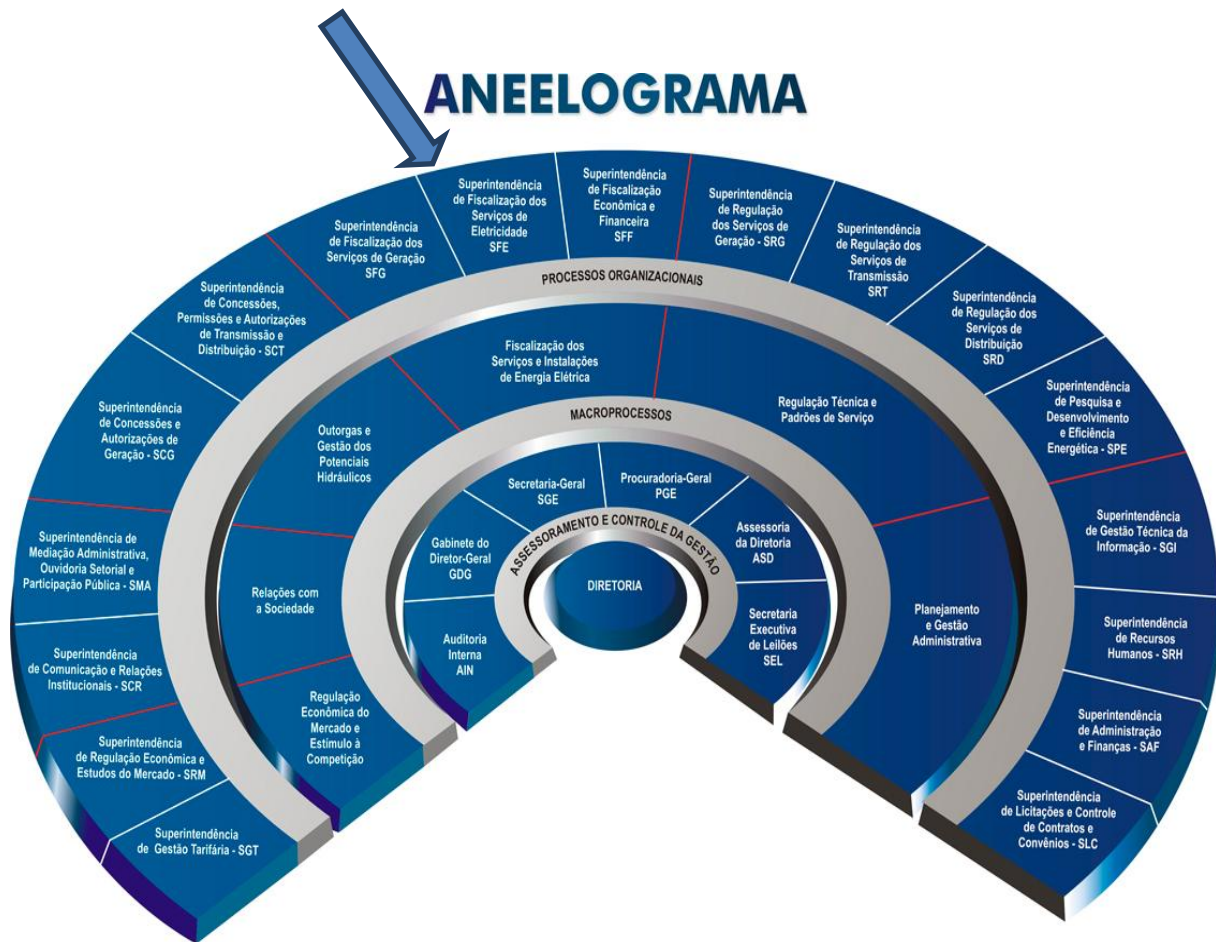 ANEELOGRAMA
Superintendência
de Gestão Tarifária - SGT
Superintendência
de Regulação Econômica e
Estudos do Mercado - SRM
Superintendência
de Comunicação e Relações
Institucionais - SCR
Superintendência de
Mediação Administrativa,
Ouvidoria Setorial e
Participação Pública - SMA
Superintendência
de Concessões e
Autorizações de
Geração - SCG
Superintendência
de Concessões,
Permissões e Autorizações
de Transmissão e
Distribuição - SCT
Superintendência
de Fiscalização dos
Serviços de Geração
SFG
Superintendência
de Fiscalização dos
Serviços de
Eletricidade
SFE
Superintendência
de Fiscalização
Econômica e
Financeira
SFF
Superintendência
de Regulação
dos Serviços de
Geração - SRG
Superintendência
de Regulação dos
Serviços de
Transmissão
SRT
Superintendência
de Regulação dos
Serviços de
Distribuição
SRD
Superintendência
de Pesquisa e
Desenvolvimento
e Eficiência
Energética - SPE
Superintendência
de Gestão Técnica da
Informação - SGI
Superintendência
de Recursos
Humanos - SRH
Superintendência
de Administração
e Finanças - SAF
Superintendência
de Licitações e Controle
de Contratos e
Convênios - SLC
PROCESSOS ORGANIZACIONAIS
Regulação
Econômica do
Mercado e
Estímulo à
Competição
Relações com
a Sociedade
Outorgas e
Gestão dos
Potenciais
Hidráulicos
Fiscalização dos
Serviços e Instalações
de Energia Elétrica
Regulação Técnica e
Padrões de Serviço
Planejamento
e Gestão
Administrativa
MACROPROCESSOS
Auditoria
Interna
AIN
Gabinete do
Diretor-Geral
GDG
Secretaria-Geral
SGE
Procuradoria-Geral
PGE
Assessoria
da Diretoria
ASD
Secretaria
Executiva
de Leilões
SEL
ASSESSORAMENTO E CONTROLE DA GESTÃO
DIRETORIA